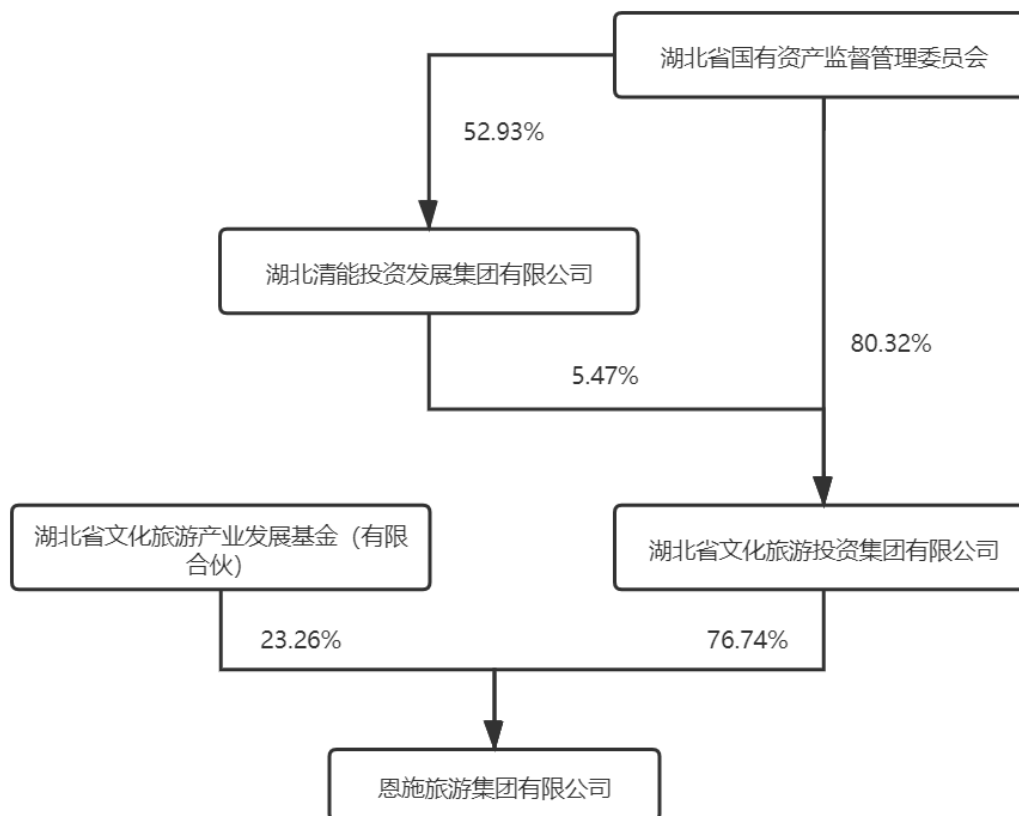 湖北省国有资产监督管理委员会
52.93%
湖北清能投资发展集团有限公司
80.32%
5.47%
湖北省文化旅游产业发展基金（有限
合伙）
湖北省文化旅游投资集团有限公司
23.26%
76.74%
恩施旅游集团有限公司